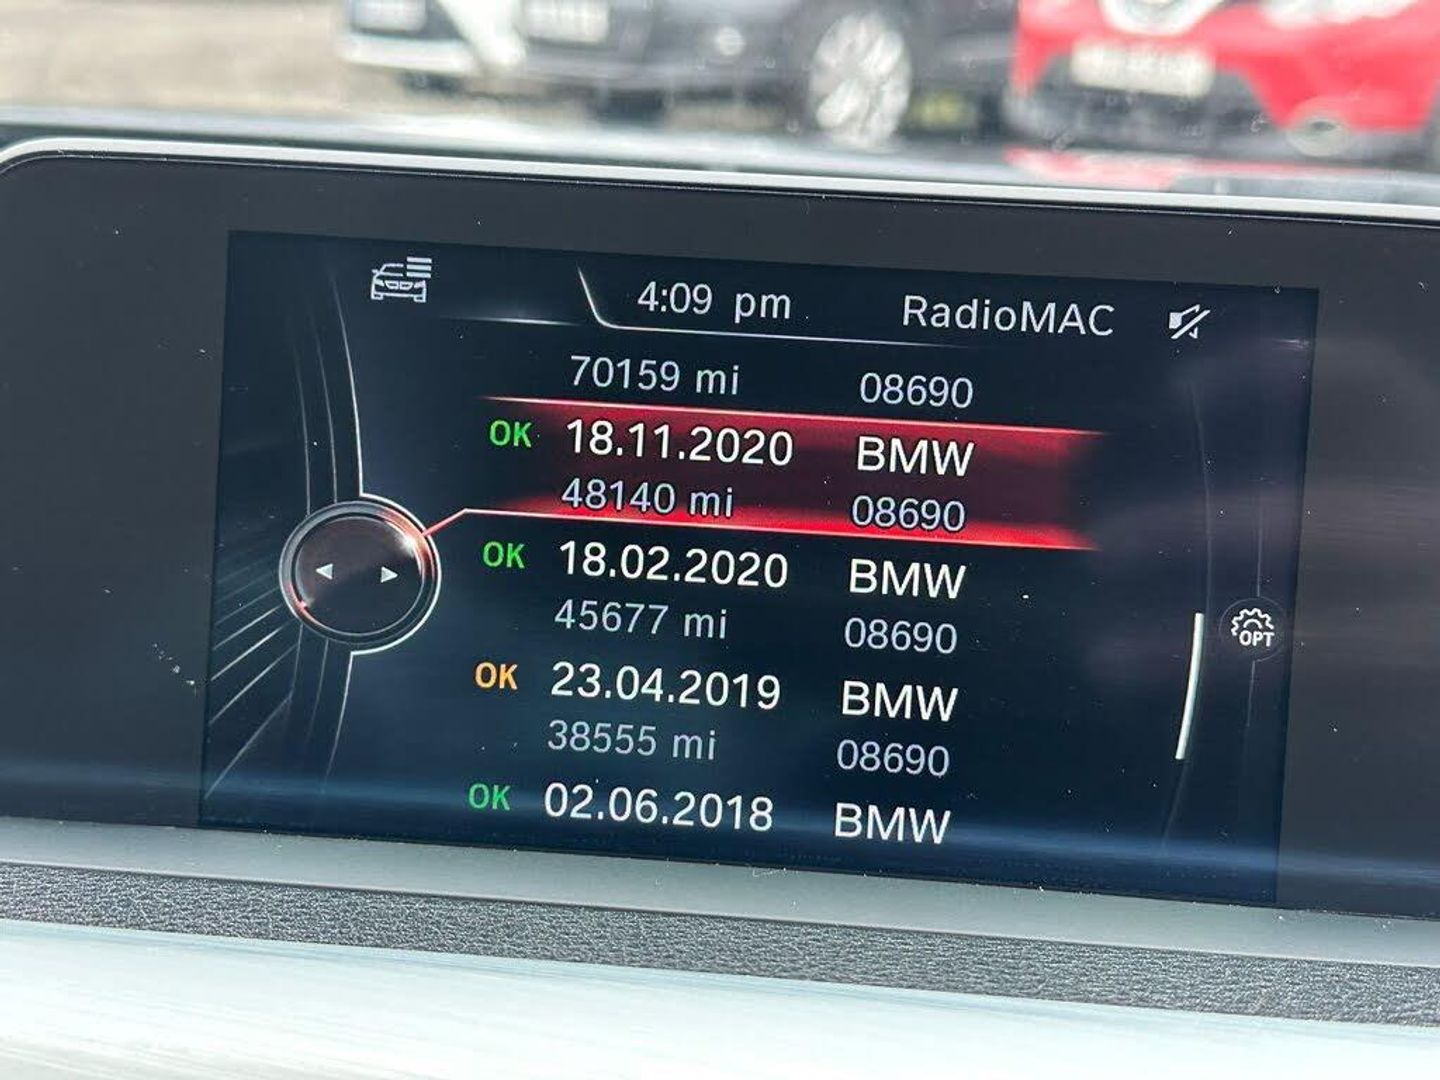 4:09 pm RadioMAC
70159 mi 08690
OK 18.11.2020 BMW
48140 mi 08690
OK 18.02.2020 BMW
45677 mi 08690
OPT
OK 23.04.2019 BMW
38555 mi 08690
OK 02.06.2018 BMW